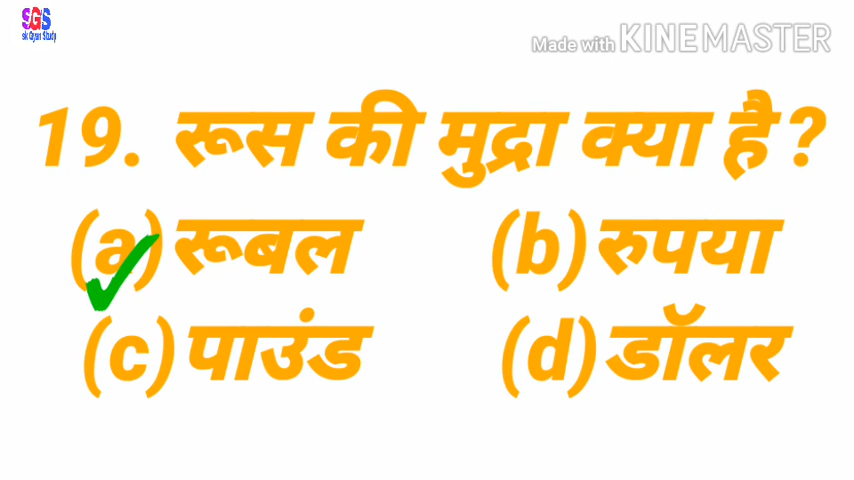 SGS
sk Gyan Study
Made with KINEMASTER
19. रूस की मुद्रा क्या है?
(a) रूबल (b) रुपया
(c) पाउंड (d) डॉलर